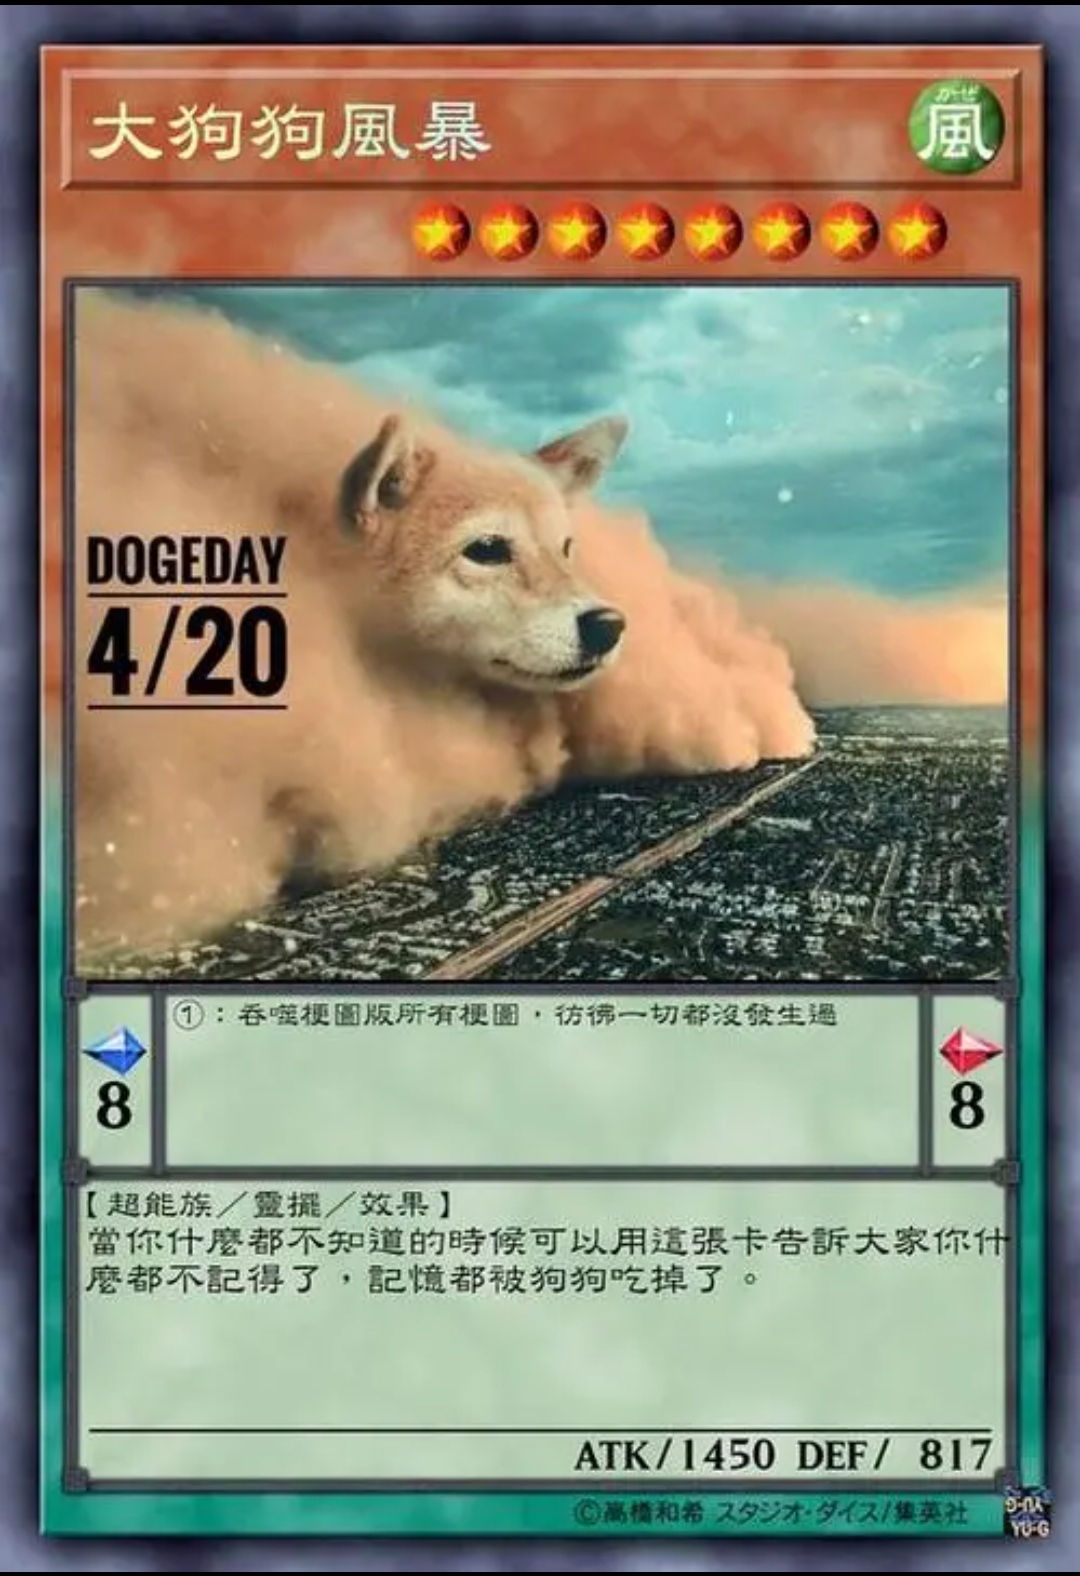 大狗狗風暴
かぜ
風
DOGEDAY
4/20
①：吞噬梗圖版所有梗圖，彷彿一切都沒發生過
8
8
【超能族／靈擺／效果】
當你什麼都不知道的時候可以用這張卡告訴大家你什
麼都不記得了，記憶都被狗狗吃掉了。
ATK/1450 DEF/ 817
©高橋和希 スタジオ・ダイス/集英社